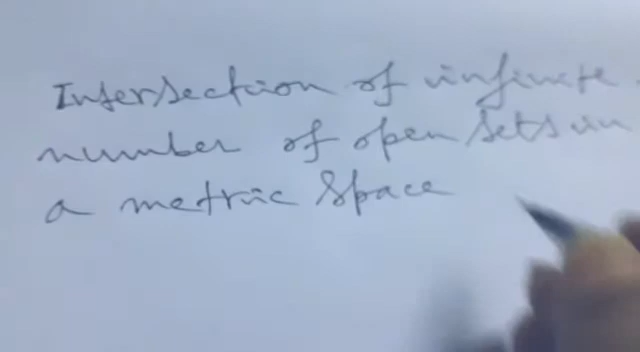 Intersection of infinite
number of open sets in
a metric space